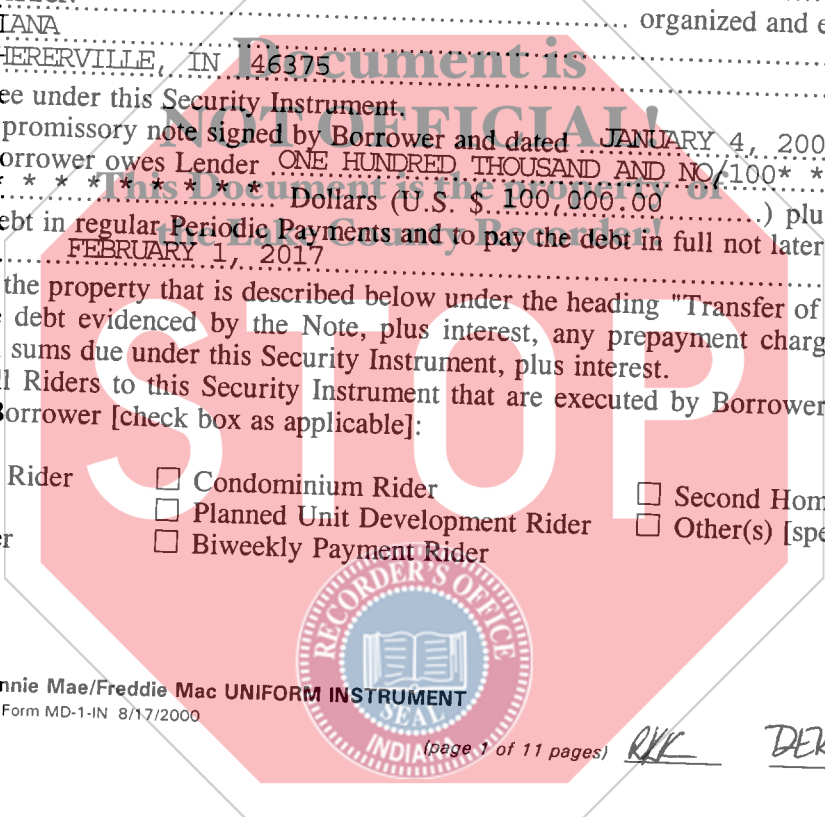 IANA organized and e
HERERVILLE, IN 46375
Document is
ee under this Security Instrument.
NOT OFFICIAL!
promissory note signed by Borrower and dated JANUARY 4, 200
orrower owes Lender ONE HUNDRED THOUSAND AND NO/100* *
This Document is the property of
* * * * * * * * * Dollars (U.S. $ 100,000.00 ) plu
ebt in regular Periodic Payments and to pay the debt in full not later
the Lake County Recorder!
FEBRUARY 1, 2017
the property that is described below under the heading "Transfer of
debt evidenced by the Note, plus interest, any prepayment charg
sums due under this Security Instrument, plus interest.
ll Riders to this Security Instrument that are executed by Borrower
Borrower [check box as applicable]:
STOP
Rider ☐ Condominium Rider ☐ Second Hom
☐ Planned Unit Development Rider ☐ Other(s) [spe
er ☐ Biweekly Payment Rider
RECORDER'S OFFICE
SEAL
INDIANA
nnie Mae/Freddie Mac UNIFORM INSTRUMENT
Form MD-1-IN 8/17/2000
(page 1 of 11 pages)